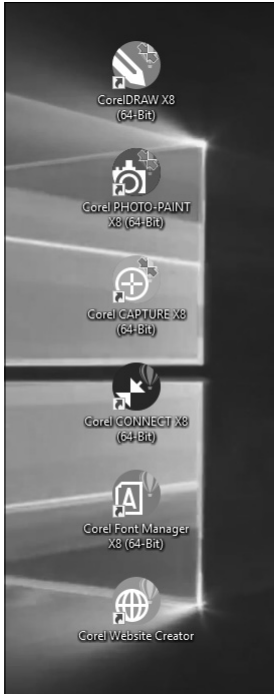 CorelDRAW X8
(64-Bit)
Corel PHOTO-PAINT
X8 (64-Bit)
Corel CAPTURE X8
(64-Bit)
Corel CONNECT X8
(64-Bit)
Corel Font Manager
X8 (64-Bit)
Corel Website Creator